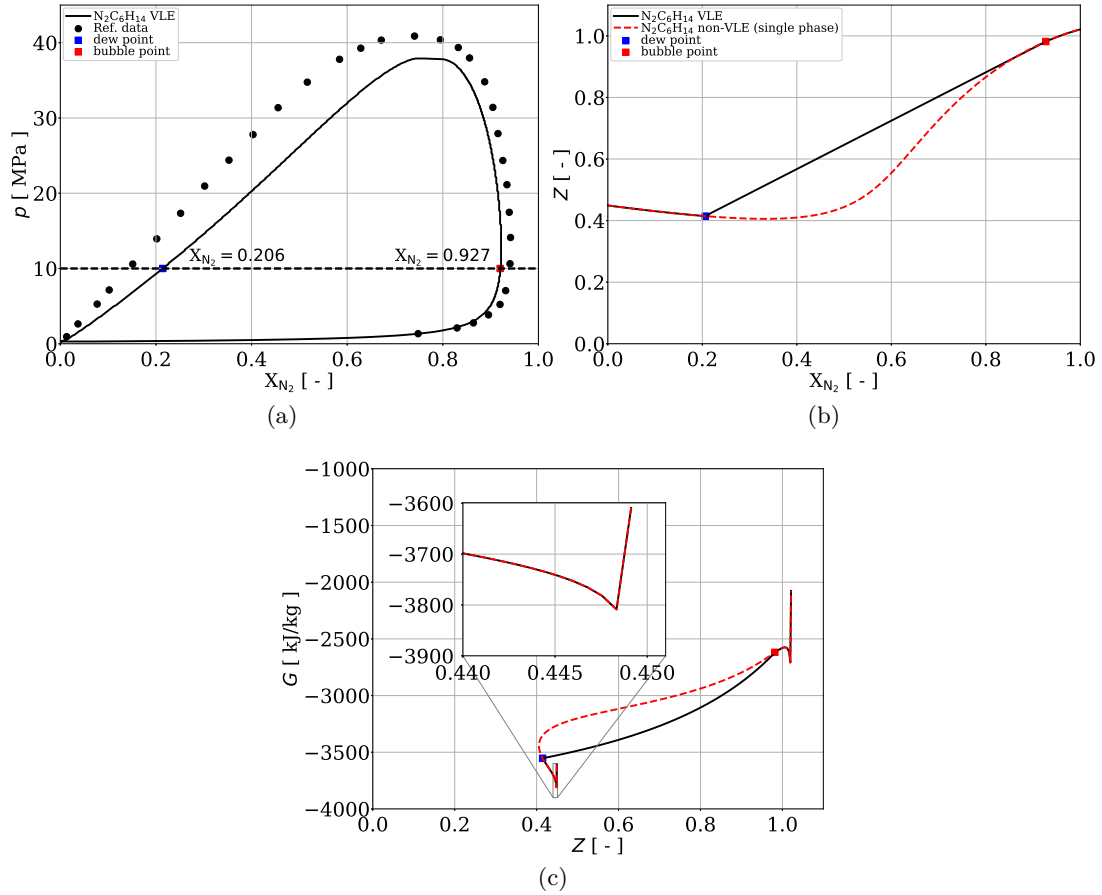 N₂C₆H₁₄ VLE
Ref. data
dew point
bubble point
40
30
20
10
0
p [ MPa ]
X_N₂ = 0.206
X_N₂ = 0.927
0.0 0.2 0.4 0.6 0.8 1.0
X_N₂ [ - ]
(a)
N₂C₆H₁₄ VLE
N₂C₆H₁₄ non-VLE (single phase)
dew point
bubble point
1.0
0.8
0.6
0.4
0.2
0.0
Z [ - ]
0.0 0.2 0.4 0.6 0.8 1.0
X_N₂ [ - ]
(b)
−1000
−1500
−2000
−2500
−3000
−3500
−4000
G [ kJ/kg ]
−3600
−3700
−3800
−3900
0.440 0.445 0.450
0.0 0.2 0.4 0.6 0.8 1.0
Z [ - ]
(c)